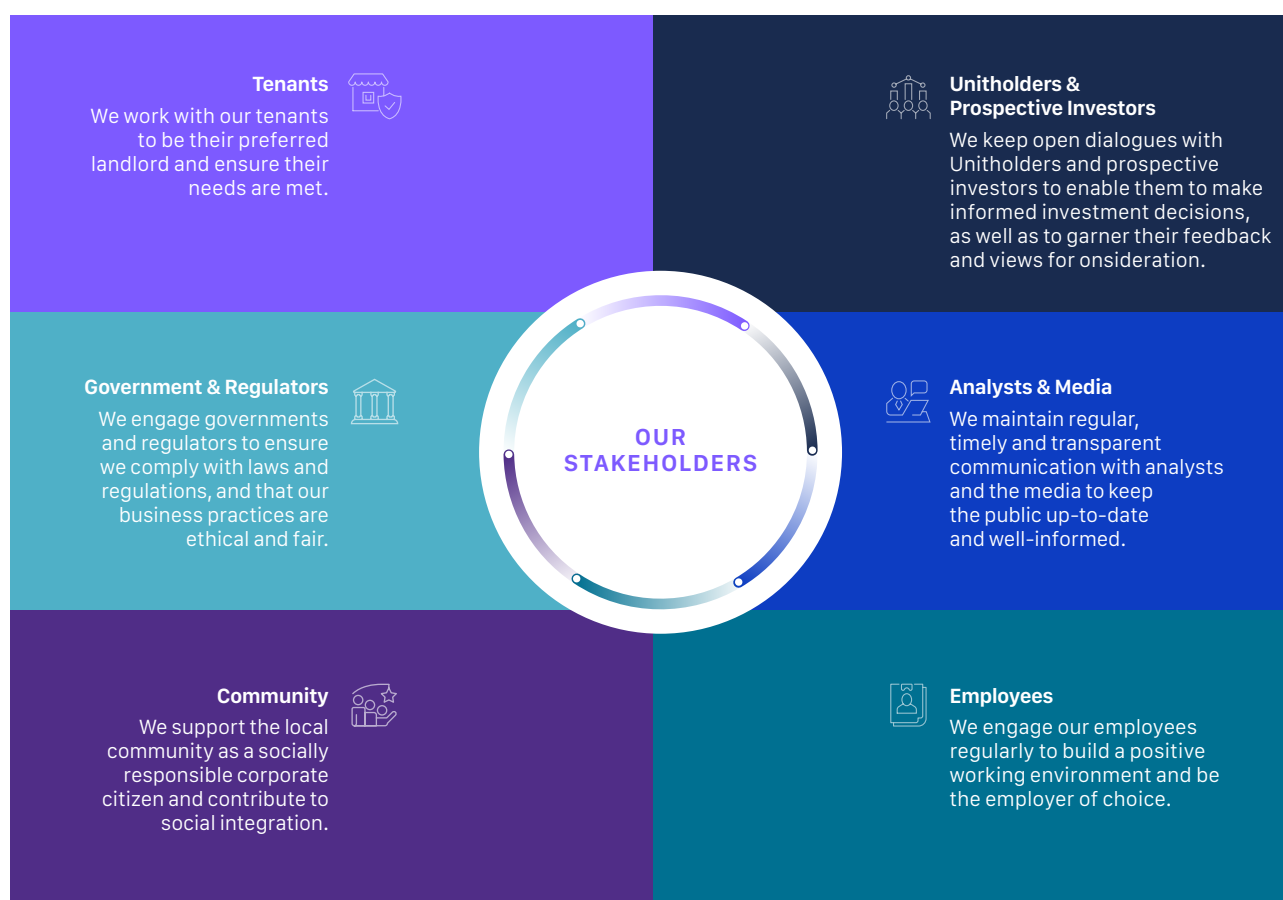 Tenants
We work with our tenants
to be their preferred
landlord and ensure their
needs are met.
Unitholders &
Prospective Investors
We keep open dialogues with
Unitholders and prospective
investors to enable them to make
informed investment decisions,
as well as to garner their feedback
and views for onsideration.
Government & Regulators
We engage governments
and regulators to ensure
we comply with laws and
regulations, and that our
business practices are
ethical and fair.
OUR
STAKEHOLDERS
Analysts & Media
We maintain regular,
timely and transparent
communication with analysts
and the media to keep
the public up-to-date
and well-informed.
Community
We support the local
community as a socially
responsible corporate
citizen and contribute to
social integration.
Employees
We engage our employees
regularly to build a positive
working environment and be
the employer of choice.